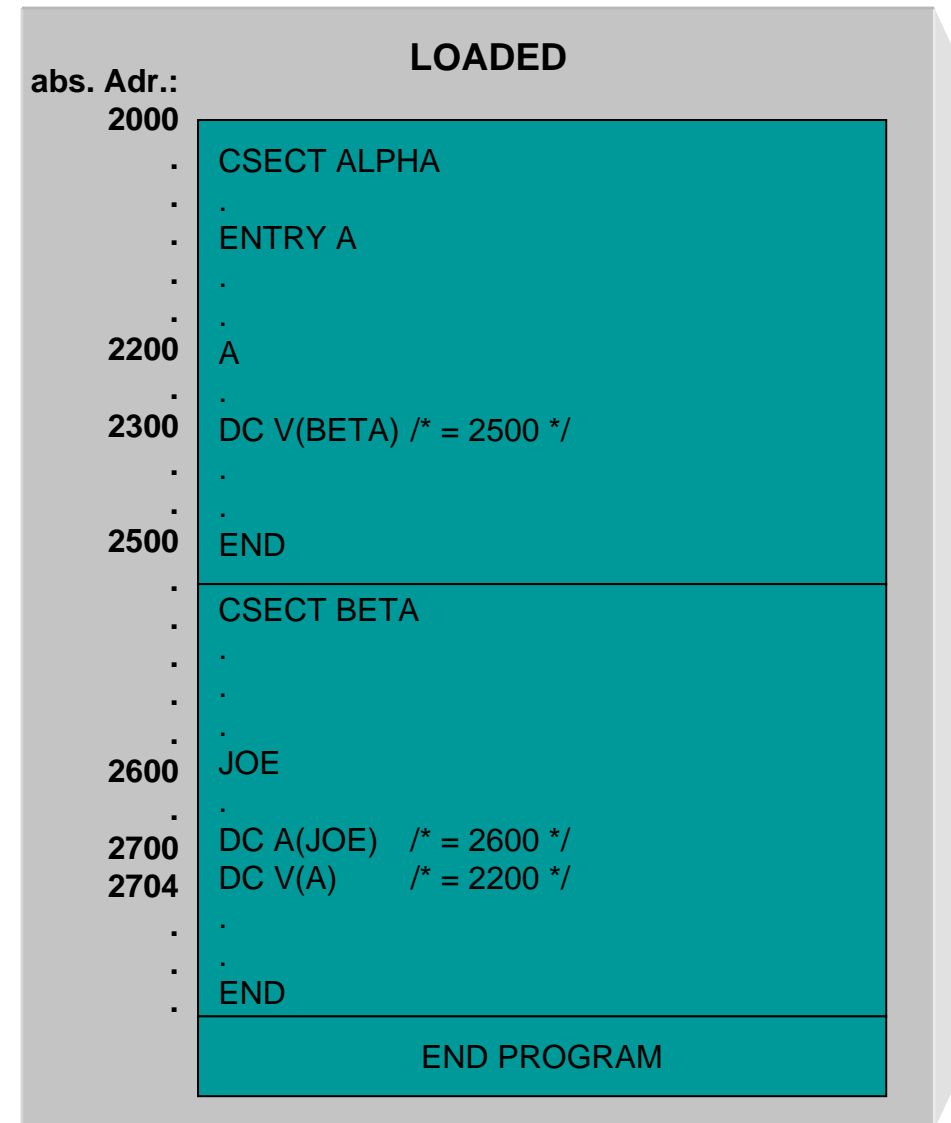 LOADED
abs. Adr.:
2000
. CSECT ALPHA
. .
. ENTRY A
. .
. .
2200 A
. .
2300 DC V(BETA) /* = 2500 */
. .
. .
2500 END
.
. CSECT BETA
. .
. .
. .
2600 JOE
. .
2700 DC A(JOE) /* = 2600 */
2704 DC V(A) /* = 2200 */
. .
. .
. END
END PROGRAM